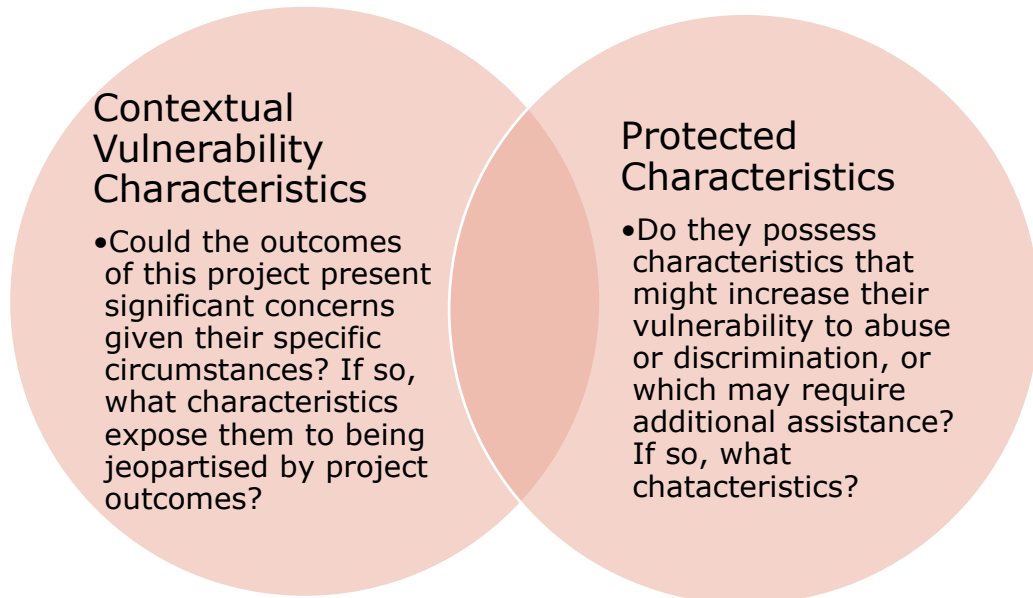 Contextual
Vulnerability
Characteristics
•Could the outcomes
of this project present
significant concerns
given their specific
circumstances? If so,
what characteristics
expose them to being
jeopartised by project
outcomes?
Protected
Characteristics
•Do they possess
characteristics that
might increase their
vulnerability to abuse
or discrimination, or
which may require
additional assistance?
If so, what
chatacteristics?